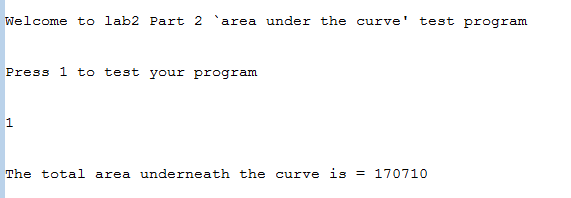 Welcome to lab2 Part 2 `area under the curve' test program
Press 1 to test your program
1
The total area underneath the curve is = 170710